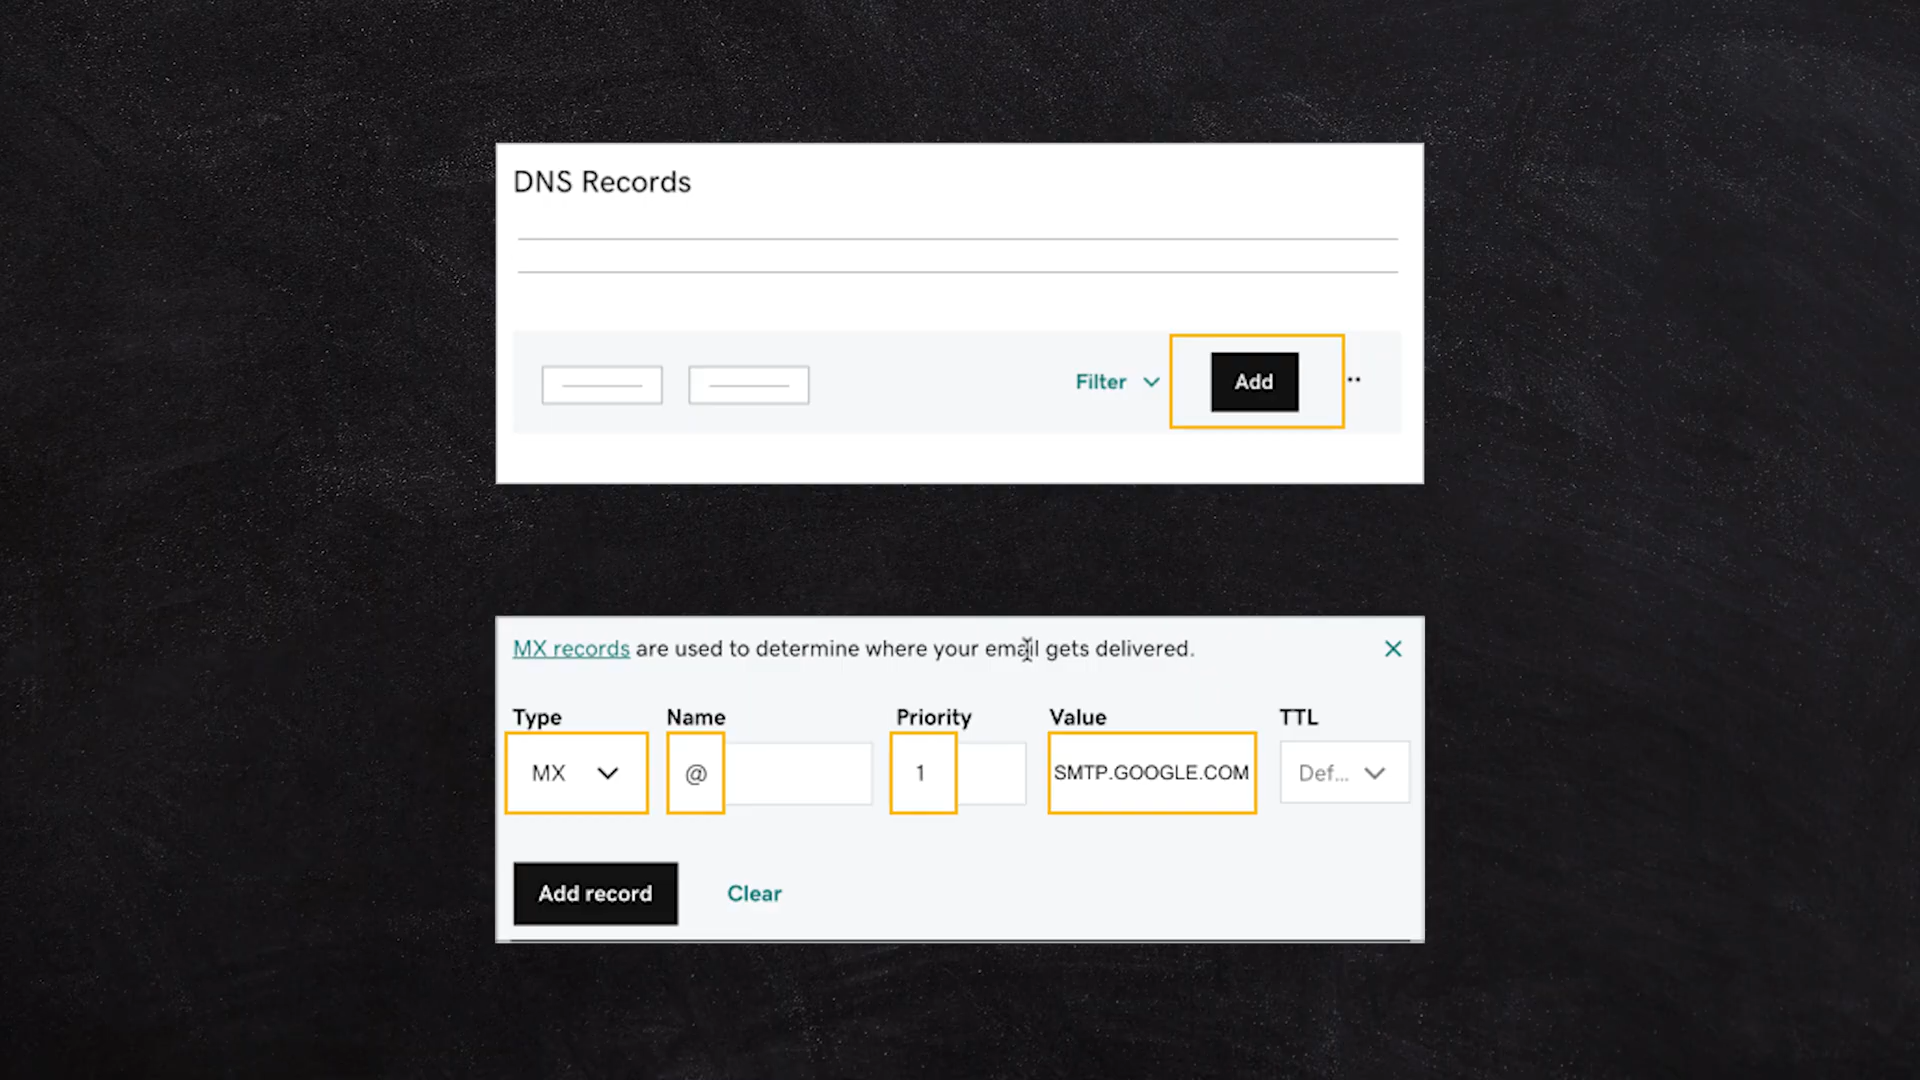 DNS Records
Filter
Add
MX records are used to determine where your email gets delivered.
Type Name Priority Value TTL
MX @ 1 SMTP.GOOGLE.COM Def...
Add record Clear